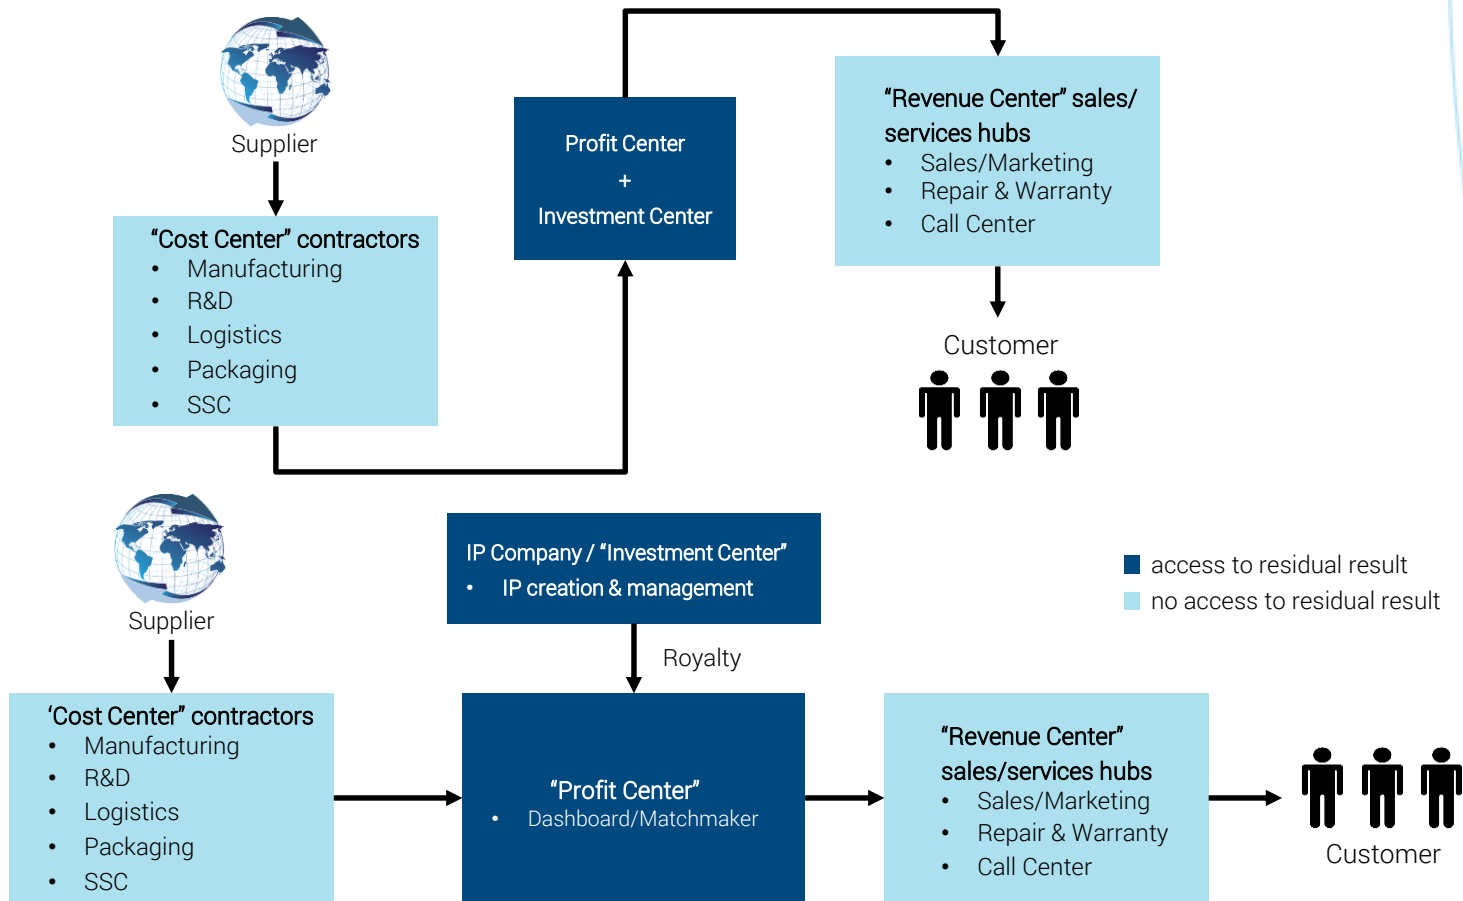 Supplier
“Cost Center” contractors
• Manufacturing
• R&D
• Logistics
• Packaging
• SSC
Profit Center
+
Investment Center
“Revenue Center” sales/
services hubs
• Sales/Marketing
• Repair & Warranty
• Call Center
Customer
Supplier
‘Cost Center” contractors
• Manufacturing
• R&D
• Logistics
• Packaging
• SSC
IP Company / “Investment Center”
• IP creation & management
Royalty
“Profit Center”
• Dashboard/Matchmaker
“Revenue Center”
sales/services hubs
• Sales/Marketing
• Repair & Warranty
• Call Center
Customer
access to residual result
no access to residual result